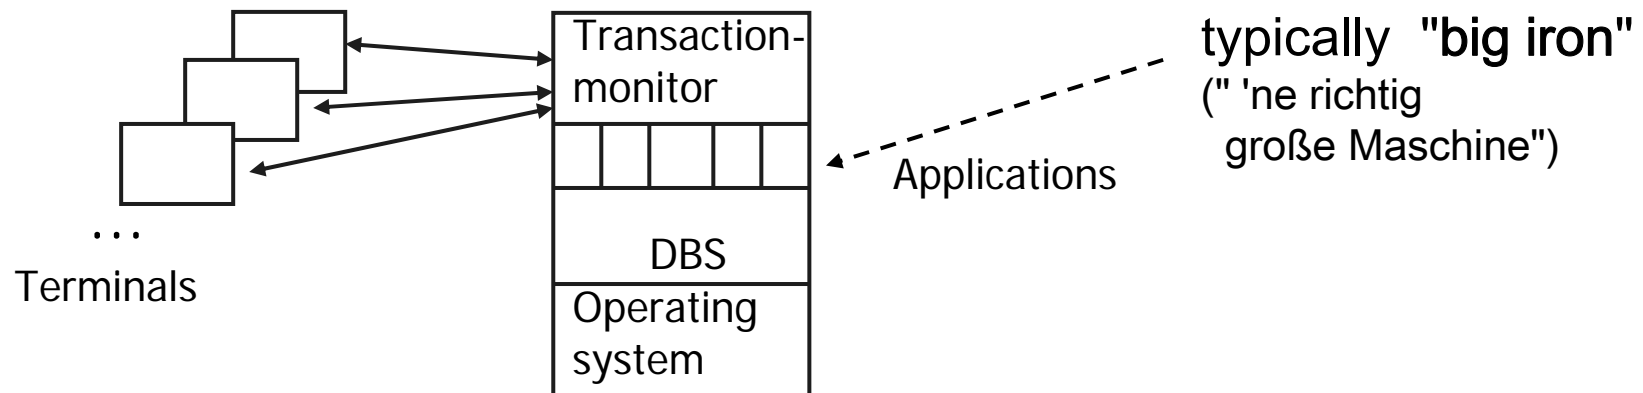 Transaction-
monitor
typically "big iron"
(" 'ne richtig
große Maschine")
Applications
...
DBS
Terminals
Operating
system